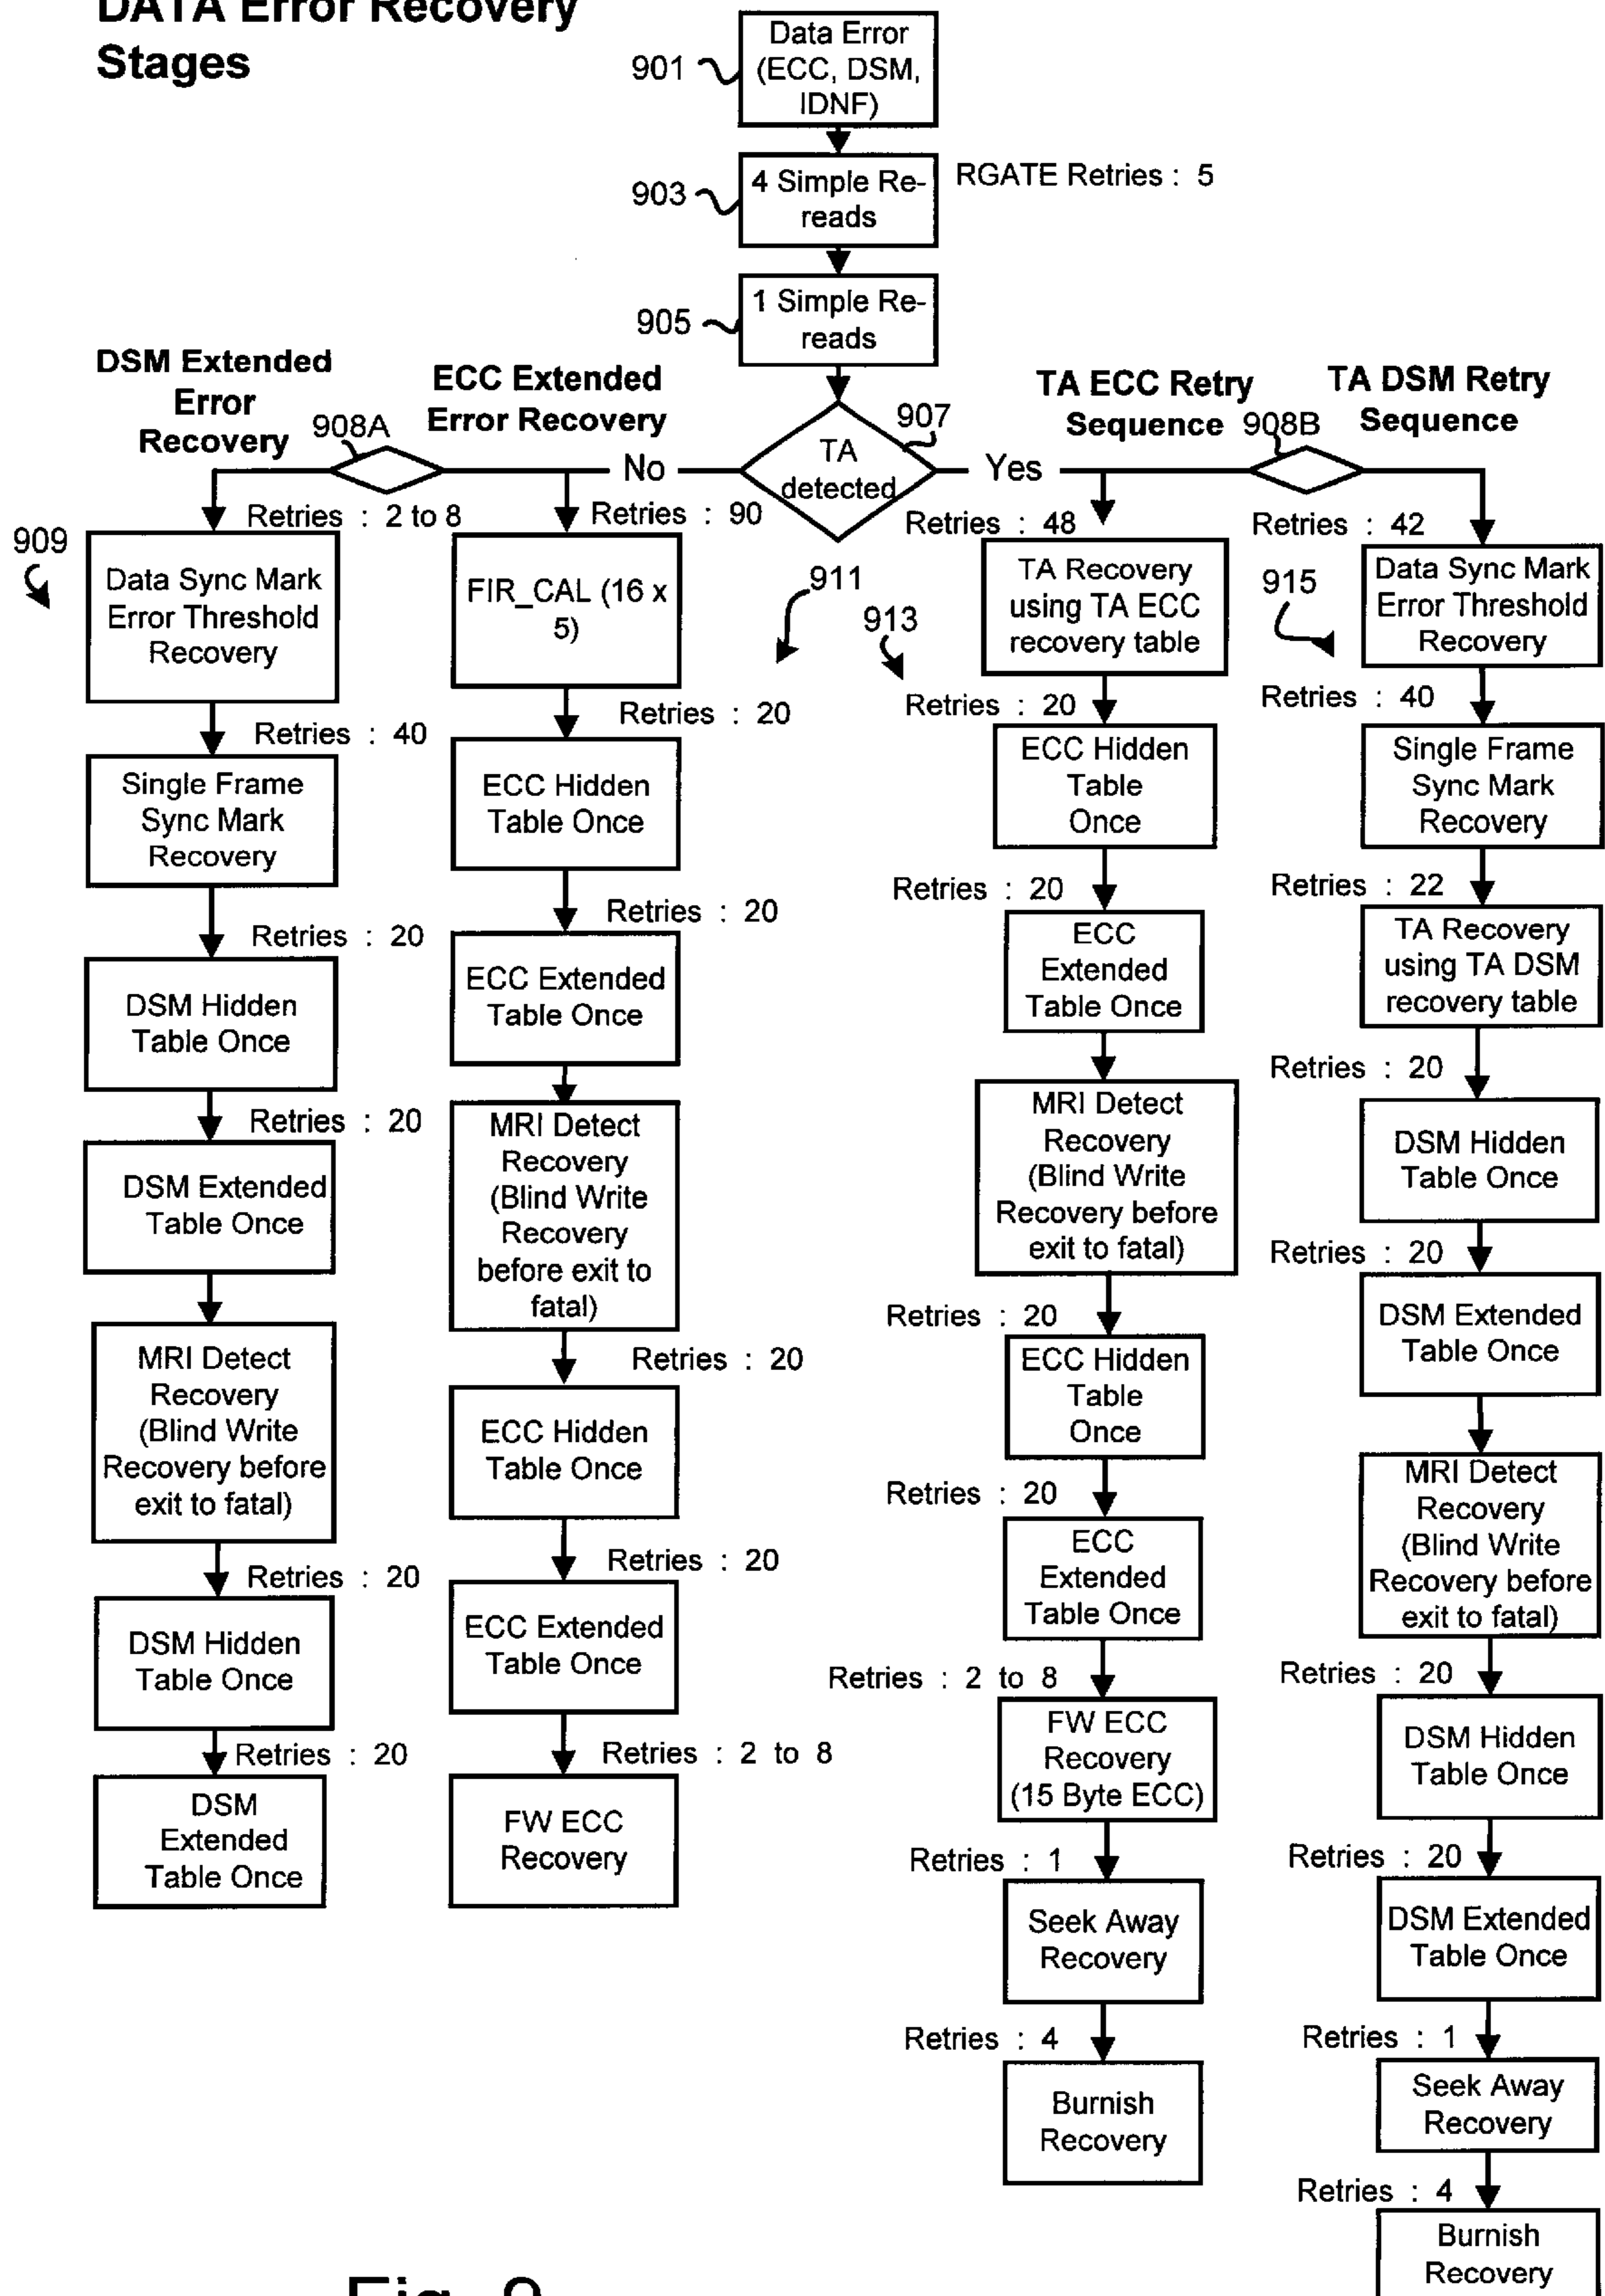 DATA Error Recovery
Stages
901
Data Error
(ECC, DSM,
IDNF)
903
4 Simple Re-
reads
RGATE Retries : 5
905
1 Simple Re-
reads
907
TA
detected
No
Yes
DSM Extended
Error
Recovery
908A
ECC Extended
Error Recovery
TA ECC Retry
Sequence
908B
TA DSM Retry
Sequence
909
Retries : 2 to 8
Data Sync Mark
Error Threshold
Recovery
Retries : 40
Single Frame
Sync Mark
Recovery
Retries : 20
DSM Hidden
Table Once
Retries : 20
DSM Extended
Table Once
MRI Detect
Recovery
(Blind Write
Recovery before
exit to fatal)
Retries : 20
DSM Hidden
Table Once
Retries : 20
DSM
Extended
Table Once
911
Retries : 90
FIR_CAL (16 x
5)
Retries : 20
ECC Hidden
Table Once
Retries : 20
ECC Extended
Table Once
MRI Detect
Recovery
(Blind Write
Recovery
before exit to
fatal)
Retries : 20
ECC Hidden
Table Once
Retries : 20
ECC Extended
Table Once
Retries : 2 to 8
FW ECC
Recovery
913
Retries : 48
TA Recovery
using TA ECC
recovery table
Retries : 20
ECC Hidden
Table
Once
Retries : 20
ECC
Extended
Table Once
MRI Detect
Recovery
(Blind Write
Recovery before
exit to fatal)
Retries : 20
ECC Hidden
Table
Once
Retries : 20
ECC
Extended
Table Once
Retries : 2 to 8
FW ECC
Recovery
(15 Byte ECC)
Retries : 1
Seek Away
Recovery
Retries : 4
Burnish
Recovery
915
Retries : 42
Data Sync Mark
Error Threshold
Recovery
Retries : 40
Single Frame
Sync Mark
Recovery
Retries : 22
TA Recovery
using TA DSM
recovery table
Retries : 20
DSM Hidden
Table Once
Retries : 20
DSM Extended
Table Once
MRI Detect
Recovery
(Blind Write
Recovery before
exit to fatal)
Retries : 20
DSM Hidden
Table Once
Retries : 20
DSM Extended
Table Once
Retries : 1
Seek Away
Recovery
Retries : 4
Burnish
Recovery